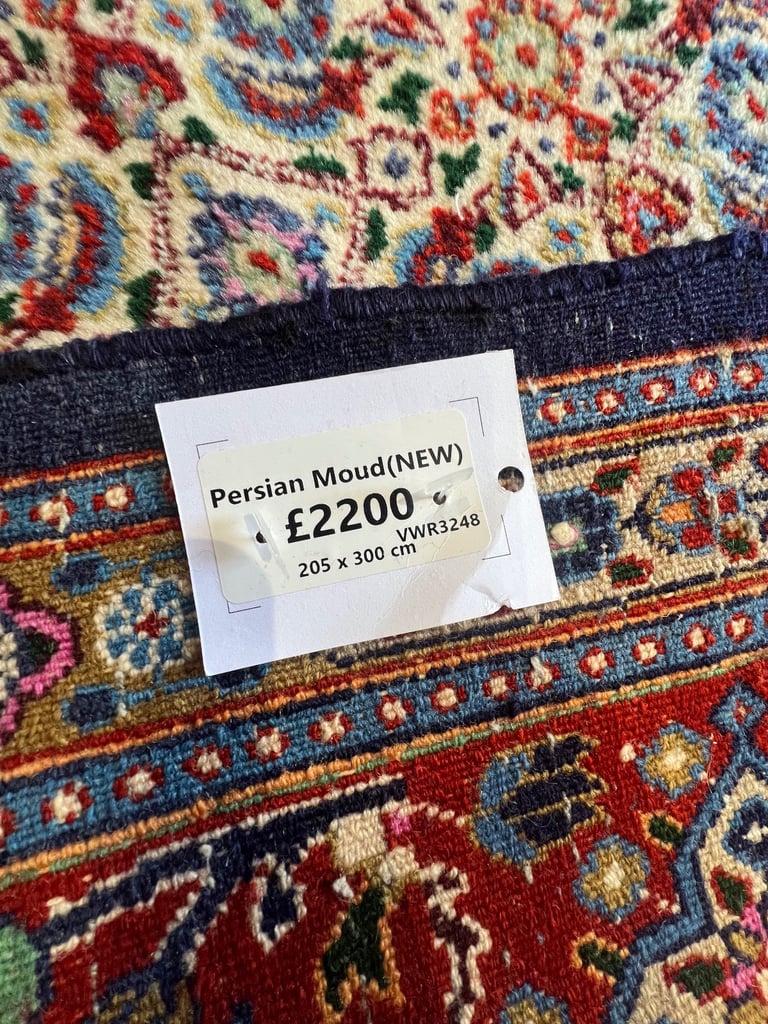 Persian Moud(NEW)
£2200
VWR3248
205 x 300 cm